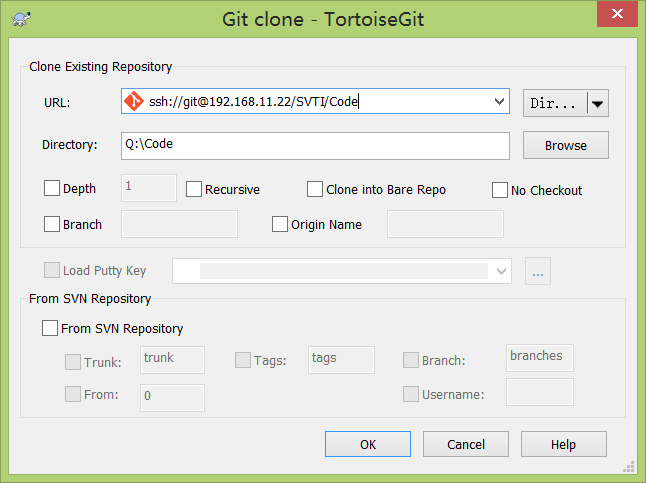 Git clone - TortoiseGit
Clone Existing Repository
URL: ssh://git@192.168.11.22/SVTI/Code Dir...
Directory: Q:\Code Browse
Depth 1 Recursive Clone into Bare Repo No Checkout
Branch Origin Name
Load Putty Key ...
From SVN Repository
From SVN Repository
Trunk: trunk Tags: tags Branch: branches
From: 0 Username:
OK Cancel Help